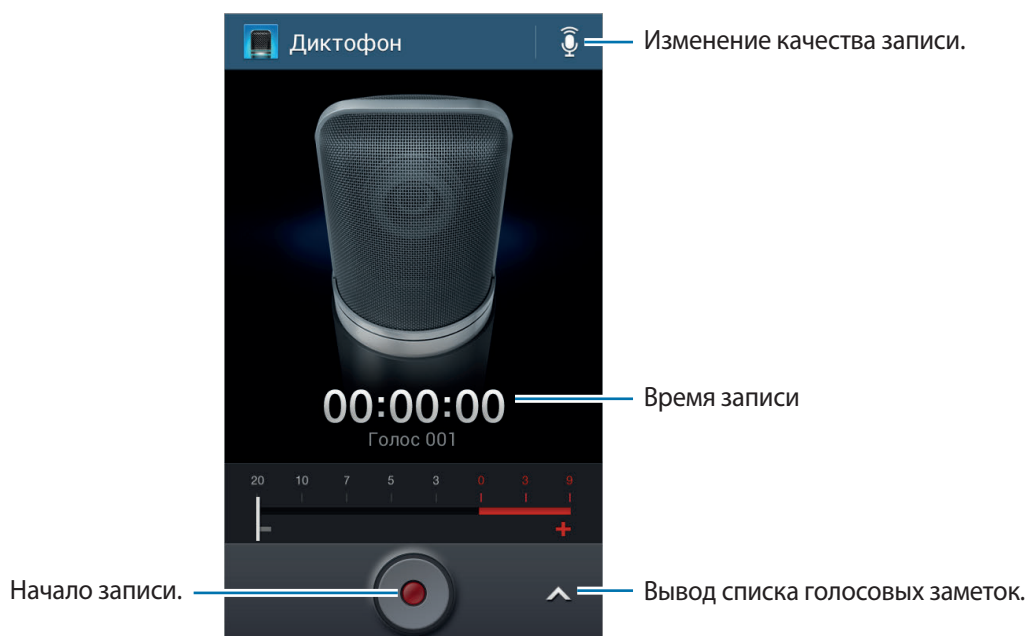 Диктофон
Изменение качества записи.
00:00:00
Время записи
Голос 001
20 10 7 5 3 0 3 9
- +
Начало записи.
Вывод списка голосовых заметок.